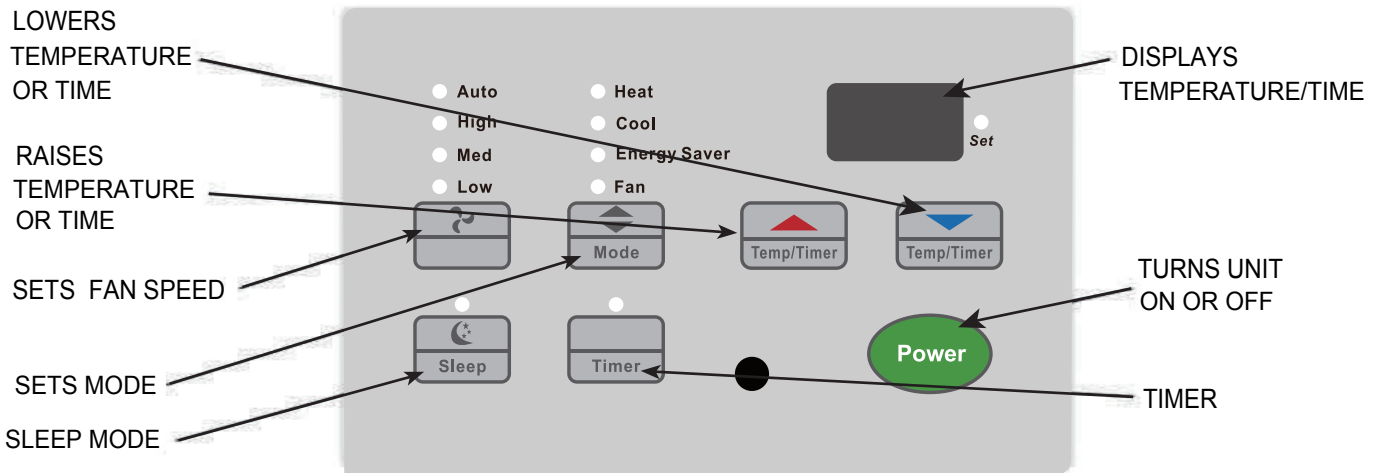 LOWERS
TEMPERATURE
OR TIME
RAISES
TEMPERATURE
OR TIME
SETS FAN SPEED
SETS MODE
SLEEP MODE
Auto
High
Med
Low
Heat
Cool
Energy Saver
Fan
Set
Mode
Temp/Timer
Temp/Timer
Sleep
Timer
Power
DISPLAYS
TEMPERATURE/TIME
TURNS UNIT
ON OR OFF
TIMER